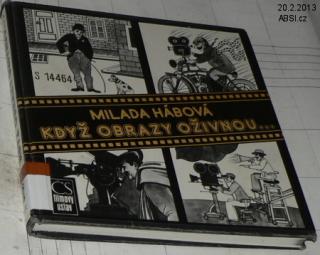 20.2.2013
ABSI.cz
S 14464
MILADA HÁBOVÁ
KDYŽ OBRAZY OŽIVNOU...
ČS
filmový
ústav